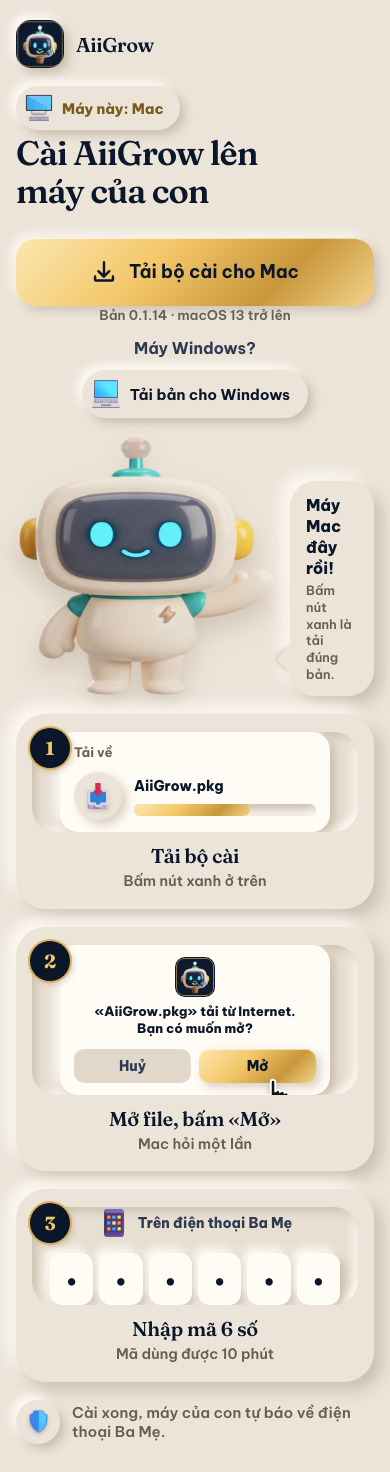 AiiGrow
Máy này: Mac
Cài AiiGrow lên
máy của con
Tải bộ cài cho Mac
Bản 0.1.14 · macOS 13 trở lên
Máy Windows?
Tải bản cho Windows
Máy
Mac
đây
rồi!
Bấm
nút
xanh là
tải
đúng
bản.
1
Tải về
AiiGrow.pkg
Tải bộ cài
Bấm nút xanh ở trên
2
«AiiGrow.pkg» tải từ Internet.
Bạn có muốn mở?
Huỷ
Mở
Mở file, bấm «Mở»
Mac hỏi một lần
3
Trên điện thoại Ba Mẹ
• • • • • •
Nhập mã 6 số
Mã dùng được 10 phút
Cài xong, máy của con tự báo về điện
thoại Ba Mẹ.